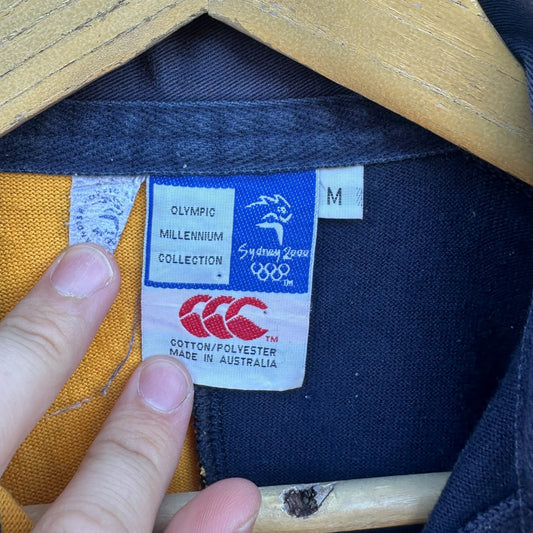 OLYMPIC
MILLENNIUM
COLLECTION
Sydney 2000
TM
M
TM
COTTON/POLYESTER
MADE IN AUSTRALIA